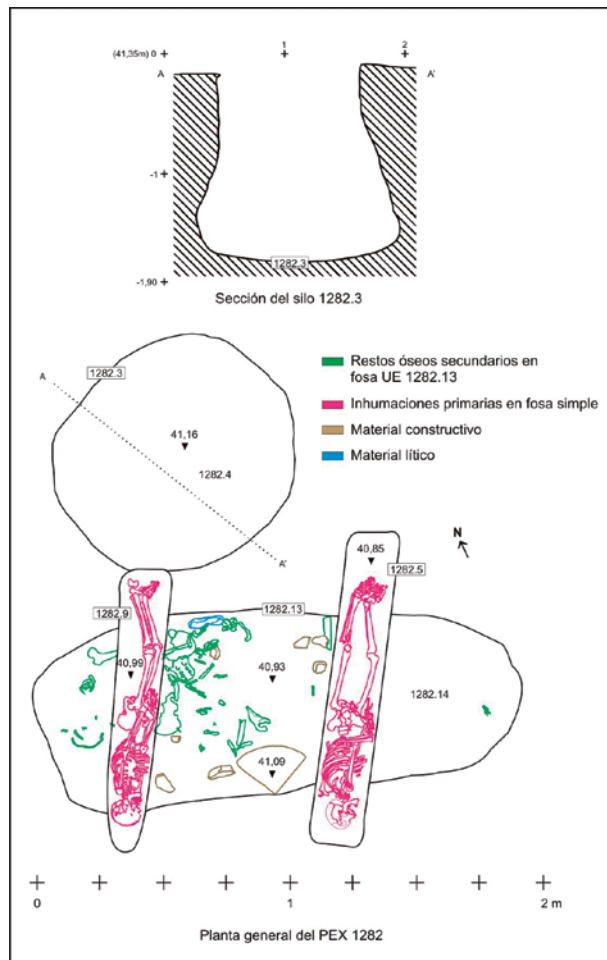 1 2
(41,35m) 0
A A'
-1
1282.3
-1,90
Sección del silo 1282.3
1282.3
A
41,16
1282.4
A'
Restos óseos secundarios en
fosa UE 1282.13
Inhumaciones primarias en fosa simple
Material constructivo
Material lítico
N
40,85
1282.5
1282.9
1282.13
40,99
40,93
1282.14
41,09
0 1 2 m
Planta general del PEX 1282